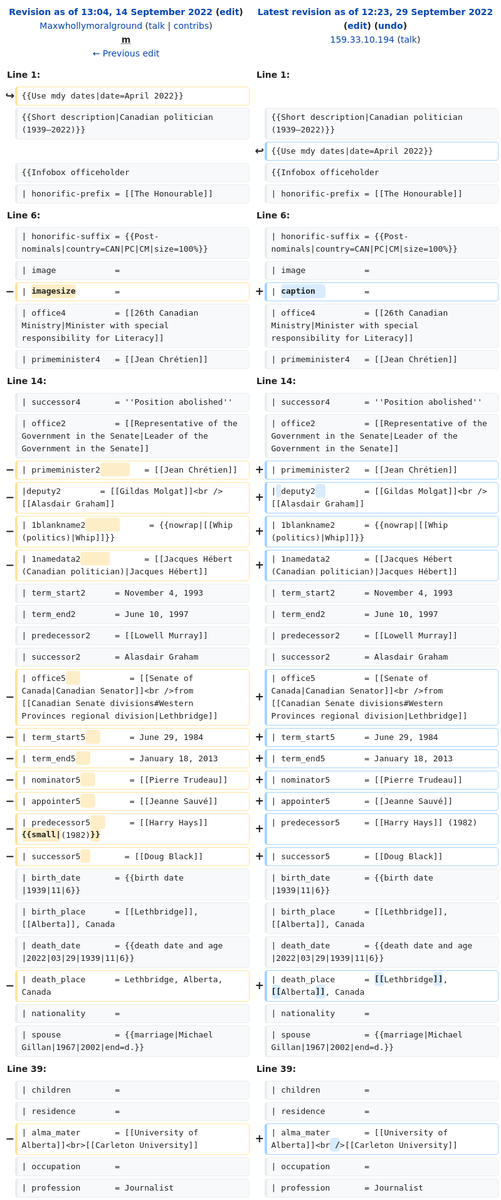 Revision as of 13:04, 14 September 2022 (edit)
Maxwhollymoralground (talk | contribs)
m
← Previous edit
Latest revision as of 12:23, 29 September 2022
(edit) (undo)
159.33.10.194 (talk)
Line 1:
Line 1:
{{Use mdy dates|date=April 2022}}
{{Short description|Canadian politician
(1939–2022)}}
{{Short description|Canadian politician
(1939–2022)}}
{{Use mdy dates|date=April 2022}}
{{Infobox officeholder
{{Infobox officeholder
| honorific-prefix = [[The Honourable]]
| honorific-prefix = [[The Honourable]]
Line 6:
Line 6:
| honorific-suffix = {{Post-
nominals|country=CAN|PC|CM|size=100%}}
| honorific-suffix = {{Post-
nominals|country=CAN|PC|CM|size=100%}}
| image =
| image =
− | imagesize =
+ | caption =
| office4 = [[26th Canadian
Ministry|Minister with special
responsibility for Literacy]]
| office4 = [[26th Canadian
Ministry|Minister with special
responsibility for Literacy]]
| primeminister4 = [[Jean Chrétien]]
| primeminister4 = [[Jean Chrétien]]
Line 14:
Line 14:
| successor4 = ''Position abolished''
| successor4 = ''Position abolished''
| office2 = [[Representative of the
Government in the Senate|Leader of the
Government in the Senate]]
| office2 = [[Representative of the
Government in the Senate|Leader of the
Government in the Senate]]
− | primeminister2 = [[Jean Chrétien]]
+ | primeminister2 = [[Jean Chrétien]]
− |deputy2 = [[Gildas Molgat]]<br />
[[Alasdair Graham]]
+ | deputy2 = [[Gildas Molgat]]<br />
[[Alasdair Graham]]
− | 1blankname2 = {{nowrap|[[Whip
(politics)|Whip]]}}
+ | 1blankname2 = {{nowrap|[[Whip
(politics)|Whip]]}}
− | 1namedata2 = [[Jacques Hébert
(Canadian politician)|Jacques Hébert]]
+ | 1namedata2 = [[Jacques Hébert
(Canadian politician)|Jacques Hébert]]
| term_start2 = November 4, 1993
| term_start2 = November 4, 1993
| term_end2 = June 10, 1997
| term_end2 = June 10, 1997
| predecessor2 = [[Lowell Murray]]
| predecessor2 = [[Lowell Murray]]
| successor2 = Alasdair Graham
| successor2 = Alasdair Graham
− | office5 = [[Senate of
Canada|Canadian Senator]]<br />from
[[Canadian Senate divisions#Western
Provinces regional division|Lethbridge]]
+ | office5 = [[Senate of
Canada|Canadian Senator]]<br />from
[[Canadian Senate divisions#Western
Provinces regional division|Lethbridge]]
− | term_start5 = June 29, 1984
+ | term_start5 = June 29, 1984
− | term_end5 = January 18, 2013
+ | term_end5 = January 18, 2013
− | nominator5 = [[Pierre Trudeau]]
+ | nominator5 = [[Pierre Trudeau]]
− | appointer5 = [[Jeanne Sauvé]]
+ | appointer5 = [[Jeanne Sauvé]]
− | predecessor5 = [[Harry Hays]]
{{small|(1982)}}
+ | predecessor5 = [[Harry Hays]] (1982)
− | successor5 = [[Doug Black]]
+ | successor5 = [[Doug Black]]
| birth_date = {{birth date
|1939|11|6}}
| birth_date = {{birth date
|1939|11|6}}
| birth_place = [[Lethbridge]],
[[Alberta]], Canada
| birth_place = [[Lethbridge]],
[[Alberta]], Canada
| death_date = {{death date and age
|2022|03|29|1939|11|6}}
| death_date = {{death date and age
|2022|03|29|1939|11|6}}
− | death_place = Lethbridge, Alberta,
Canada
+ | death_place = [[Lethbridge]],
[[Alberta]], Canada
| nationality =
| nationality =
| spouse = {{marriage|Michael
Gillan|1967|2002|end=d.}}
| spouse = {{marriage|Michael
Gillan|1967|2002|end=d.}}
Line 39:
Line 39:
| children =
| children =
| residence =
| residence =
− | alma_mater = [[University of
Alberta]]<br>[[Carleton University]]
+ | alma_mater = [[University of
Alberta]]<br />[[Carleton University]]
| occupation =
| occupation =
| profession = Journalist
| profession = Journalist